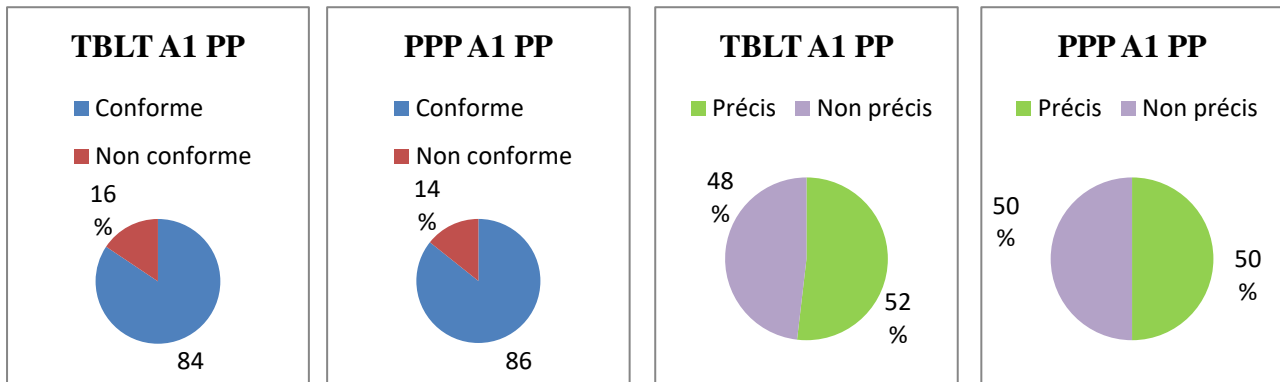 TBLT A1 PP
Conforme
Non conforme
16
%
84
PPP A1 PP
Conforme
Non conforme
14
%
86
TBLT A1 PP
Précis Non précis
48
%
52
%
PPP A1 PP
Précis Non précis
50
%
50
%